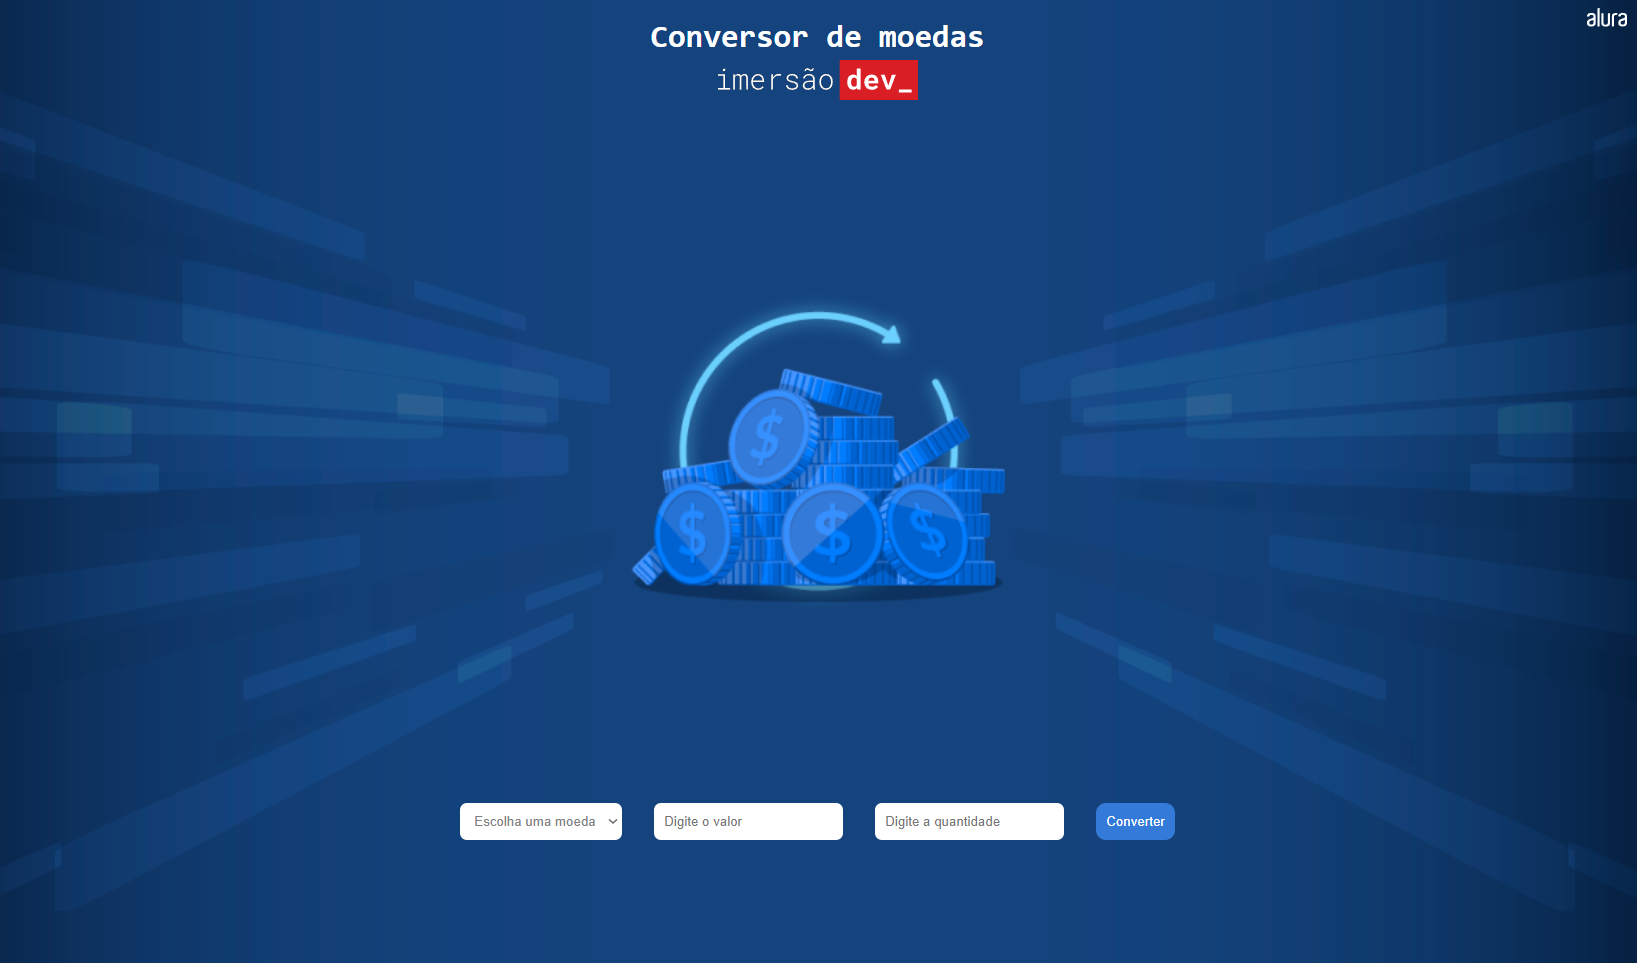 alura
Conversor de moedas
imersão dev_
$
$ $ $
Escolha uma moeda
Digite o valor
Digite a quantidade
Converter